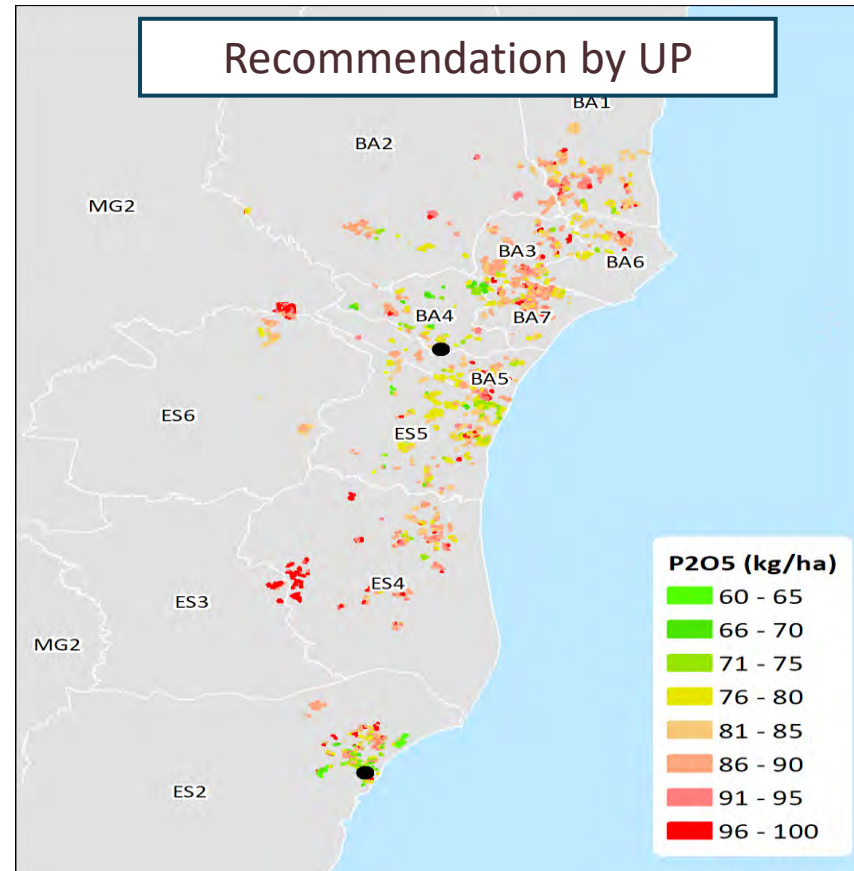 Recommendation by UP
BA1
BA2
MG2
BA3
BA6
BA4
BA7
BA5
ES6
ES5
ES4
ES3
MG2
ES2
P2O5 (kg/ha)
60 - 65
66 - 70
71 - 75
76 - 80
81 - 85
86 - 90
91 - 95
96 - 100